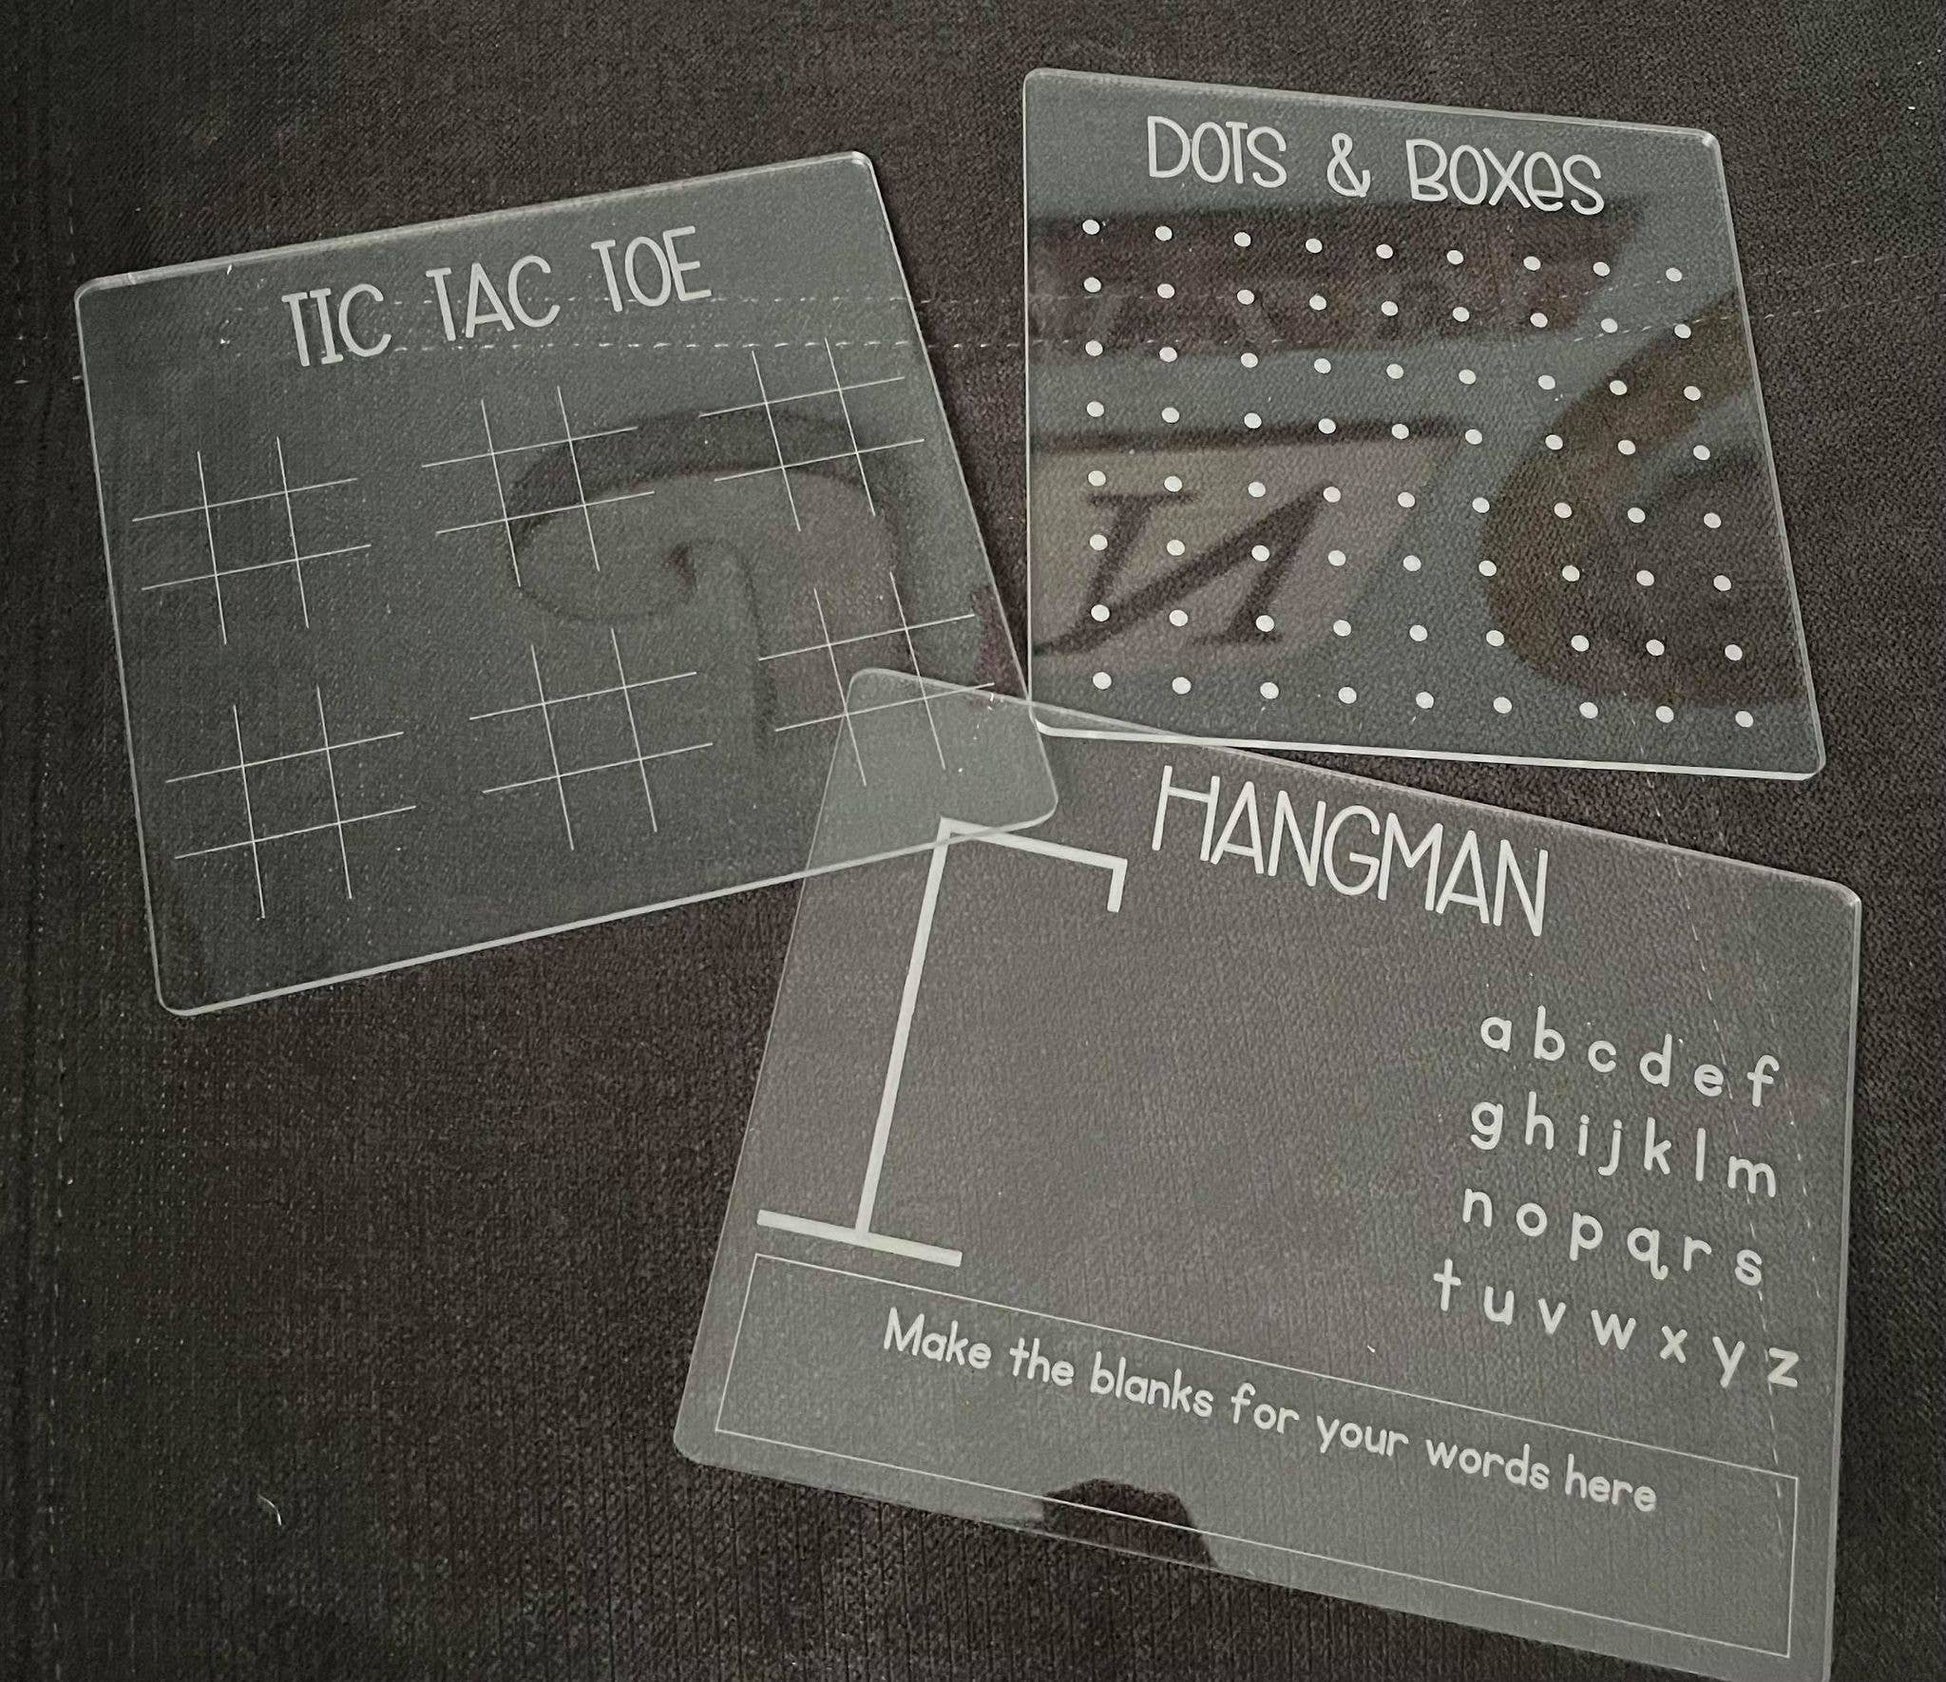 TIC TAC TOE
DOTS & BOXES
HANGMAN
a b c d e f
g h i j k l m
n o p q r s
t u v w x y z
Make the blanks for your words here